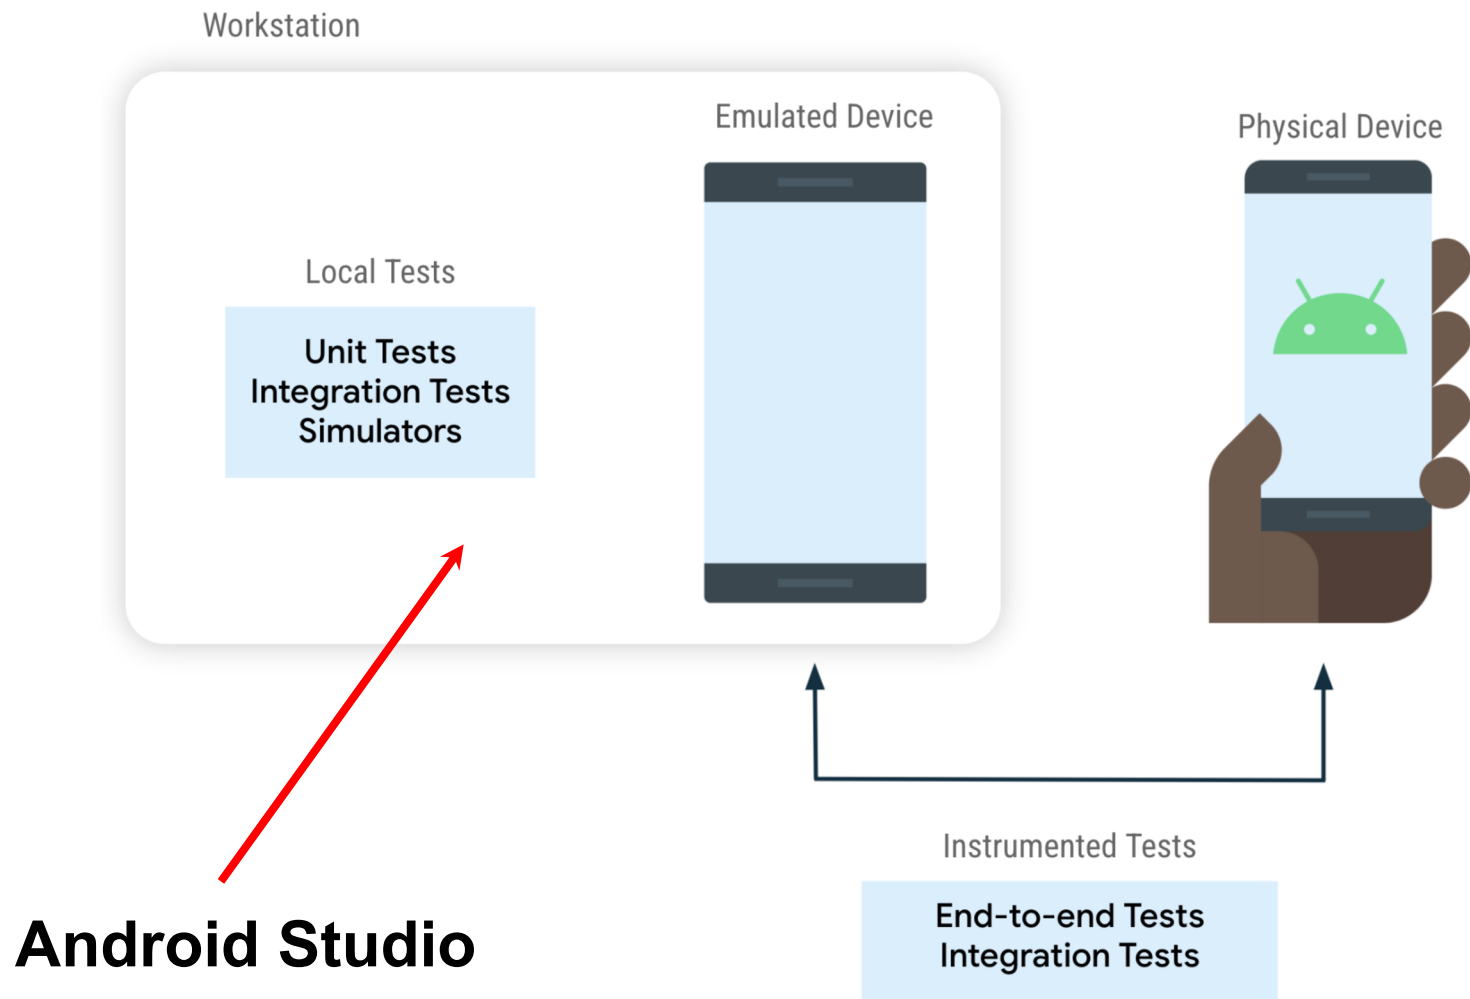 Workstation
Emulated Device
Physical Device
Local Tests
Unit Tests
Integration Tests
Simulators
Instrumented Tests
End-to-end Tests
Integration Tests
Android Studio